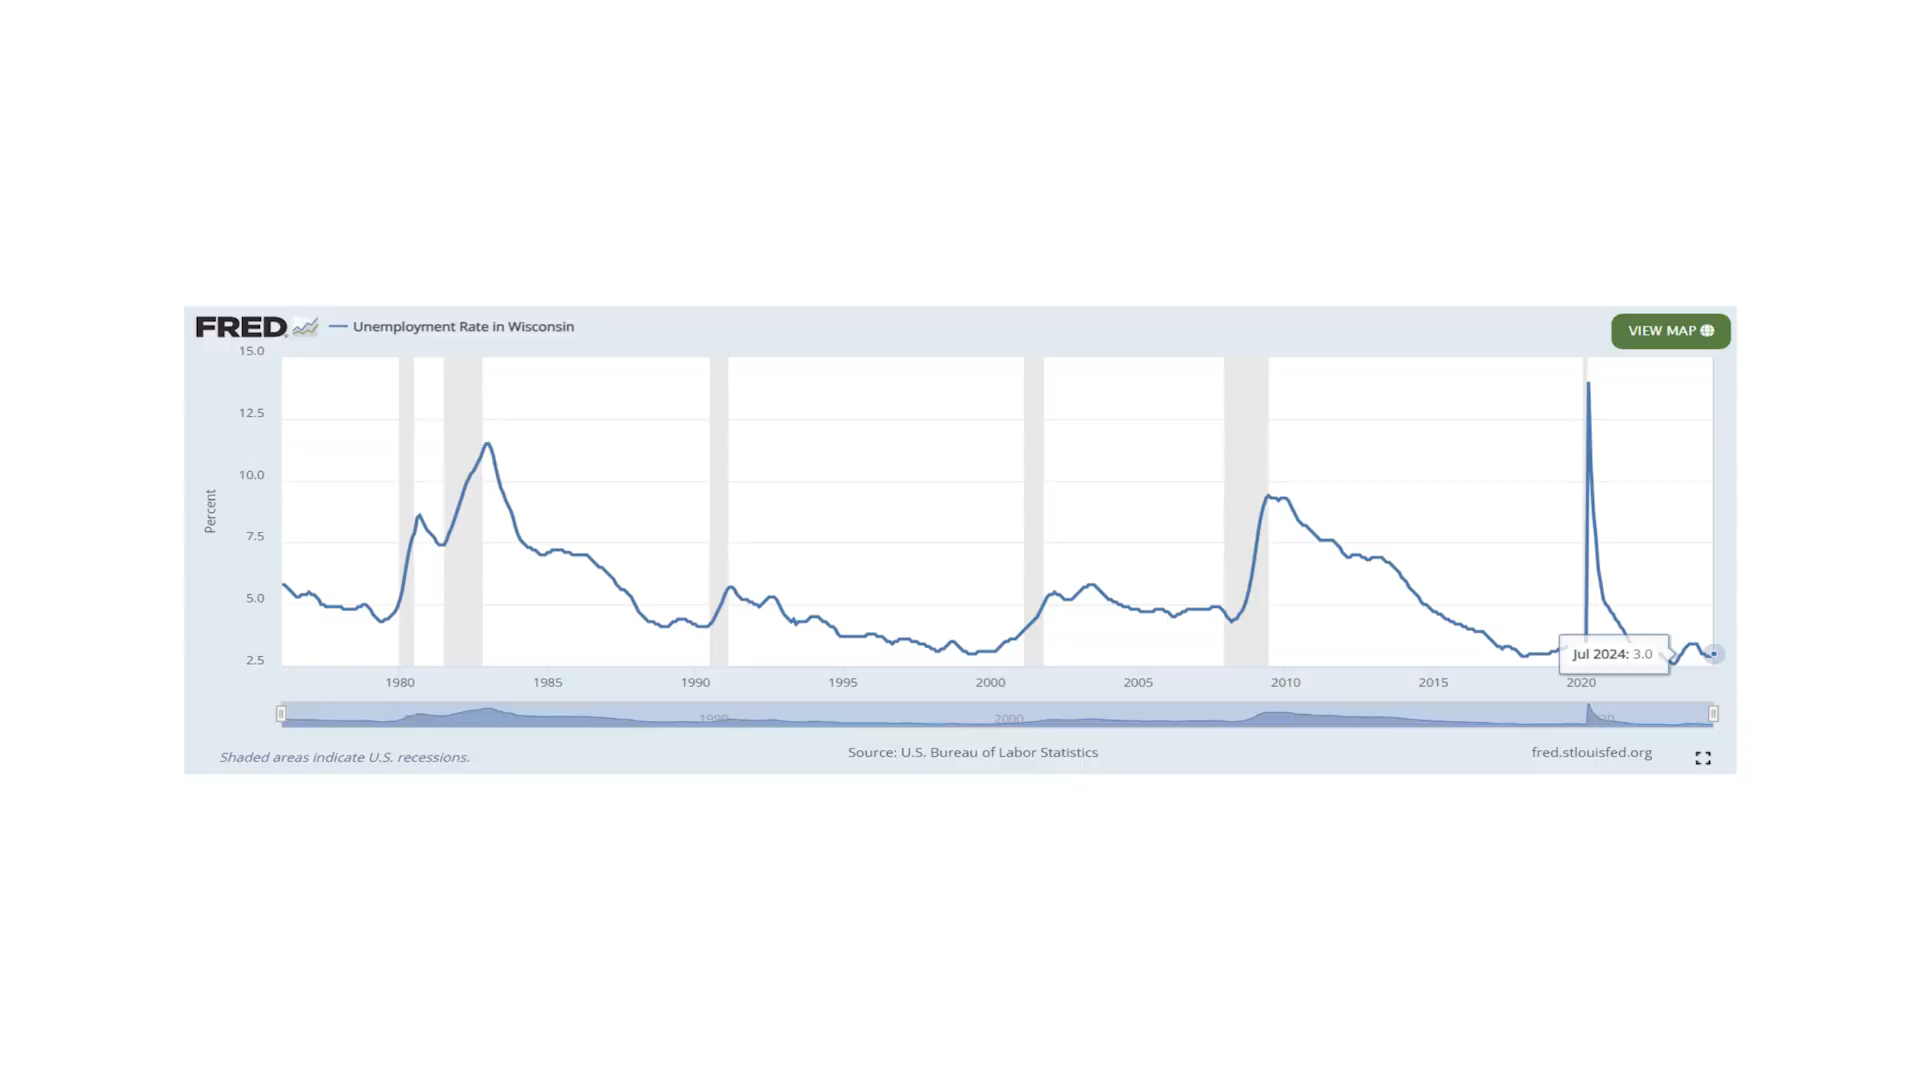 FRED Unemployment Rate in Wisconsin
VIEW MAP
15.0
12.5
10.0
7.5
5.0
2.5
Percent
Jul 2024: 3.0
1980 1985 1990 1995 2000 2005 2010 2015 2020
1990 2000
Shaded areas indicate U.S. recessions.
Source: U.S. Bureau of Labor Statistics
fred.stlouisfed.org